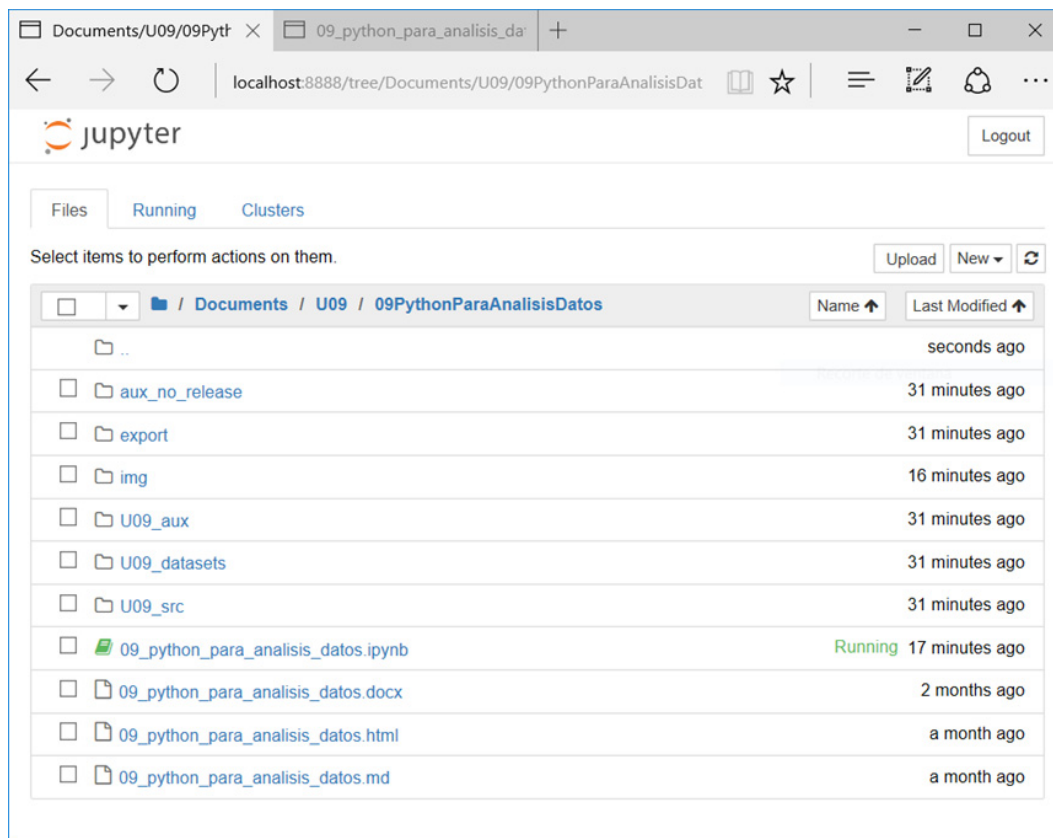 Documents/U09/09Pyth
09_python_para_analisis_da
localhost:8888/tree/Documents/U09/09PythonParaAnalisisDat
jupyter
Logout
Files Running Clusters
Select items to perform actions on them.
Upload New
/ Documents / U09 / 09PythonParaAnalisisDatos Name Last Modified
.. seconds ago
aux_no_release 31 minutes ago
export 31 minutes ago
img 16 minutes ago
U09_aux 31 minutes ago
U09_datasets 31 minutes ago
U09_src 31 minutes ago
09_python_para_analisis_datos.ipynb Running 17 minutes ago
09_python_para_analisis_datos.docx 2 months ago
09_python_para_analisis_datos.html a month ago
09_python_para_analisis_datos.md a month ago